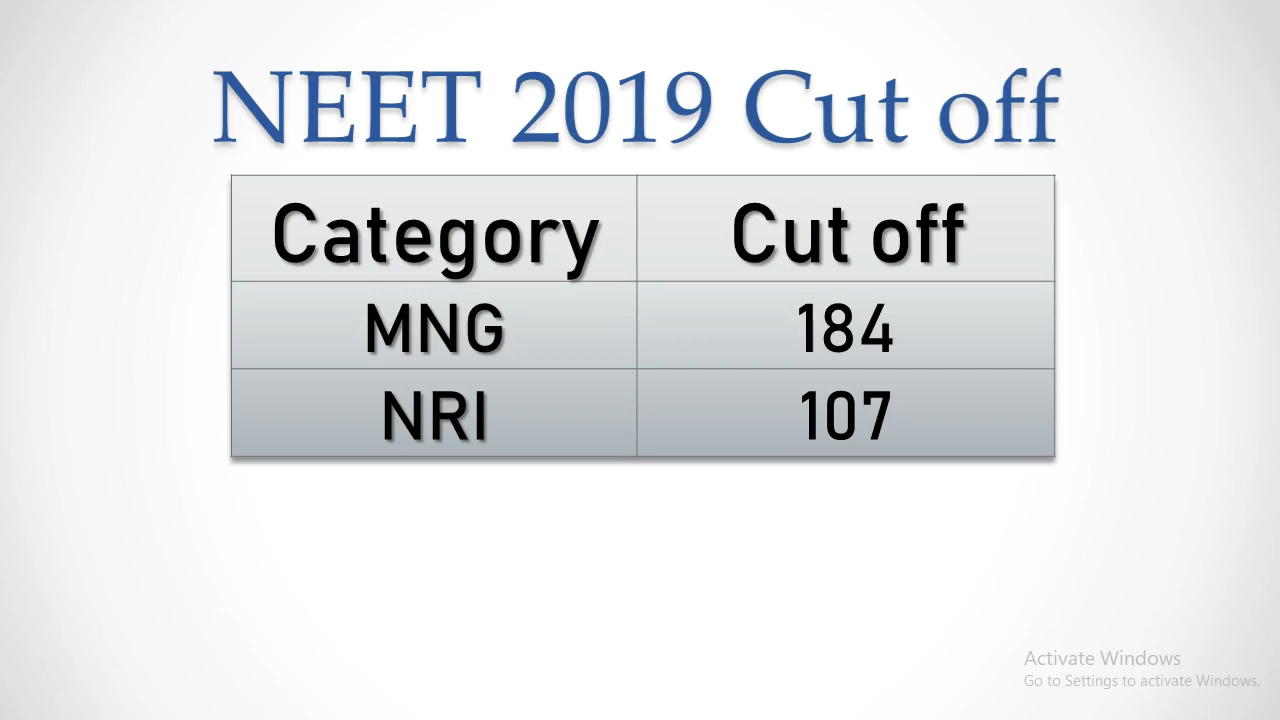 NEET 2019 Cut off
Category Cut off
MNG 184
NRI 107
Activate Windows
Go to Settings to activate Windows.